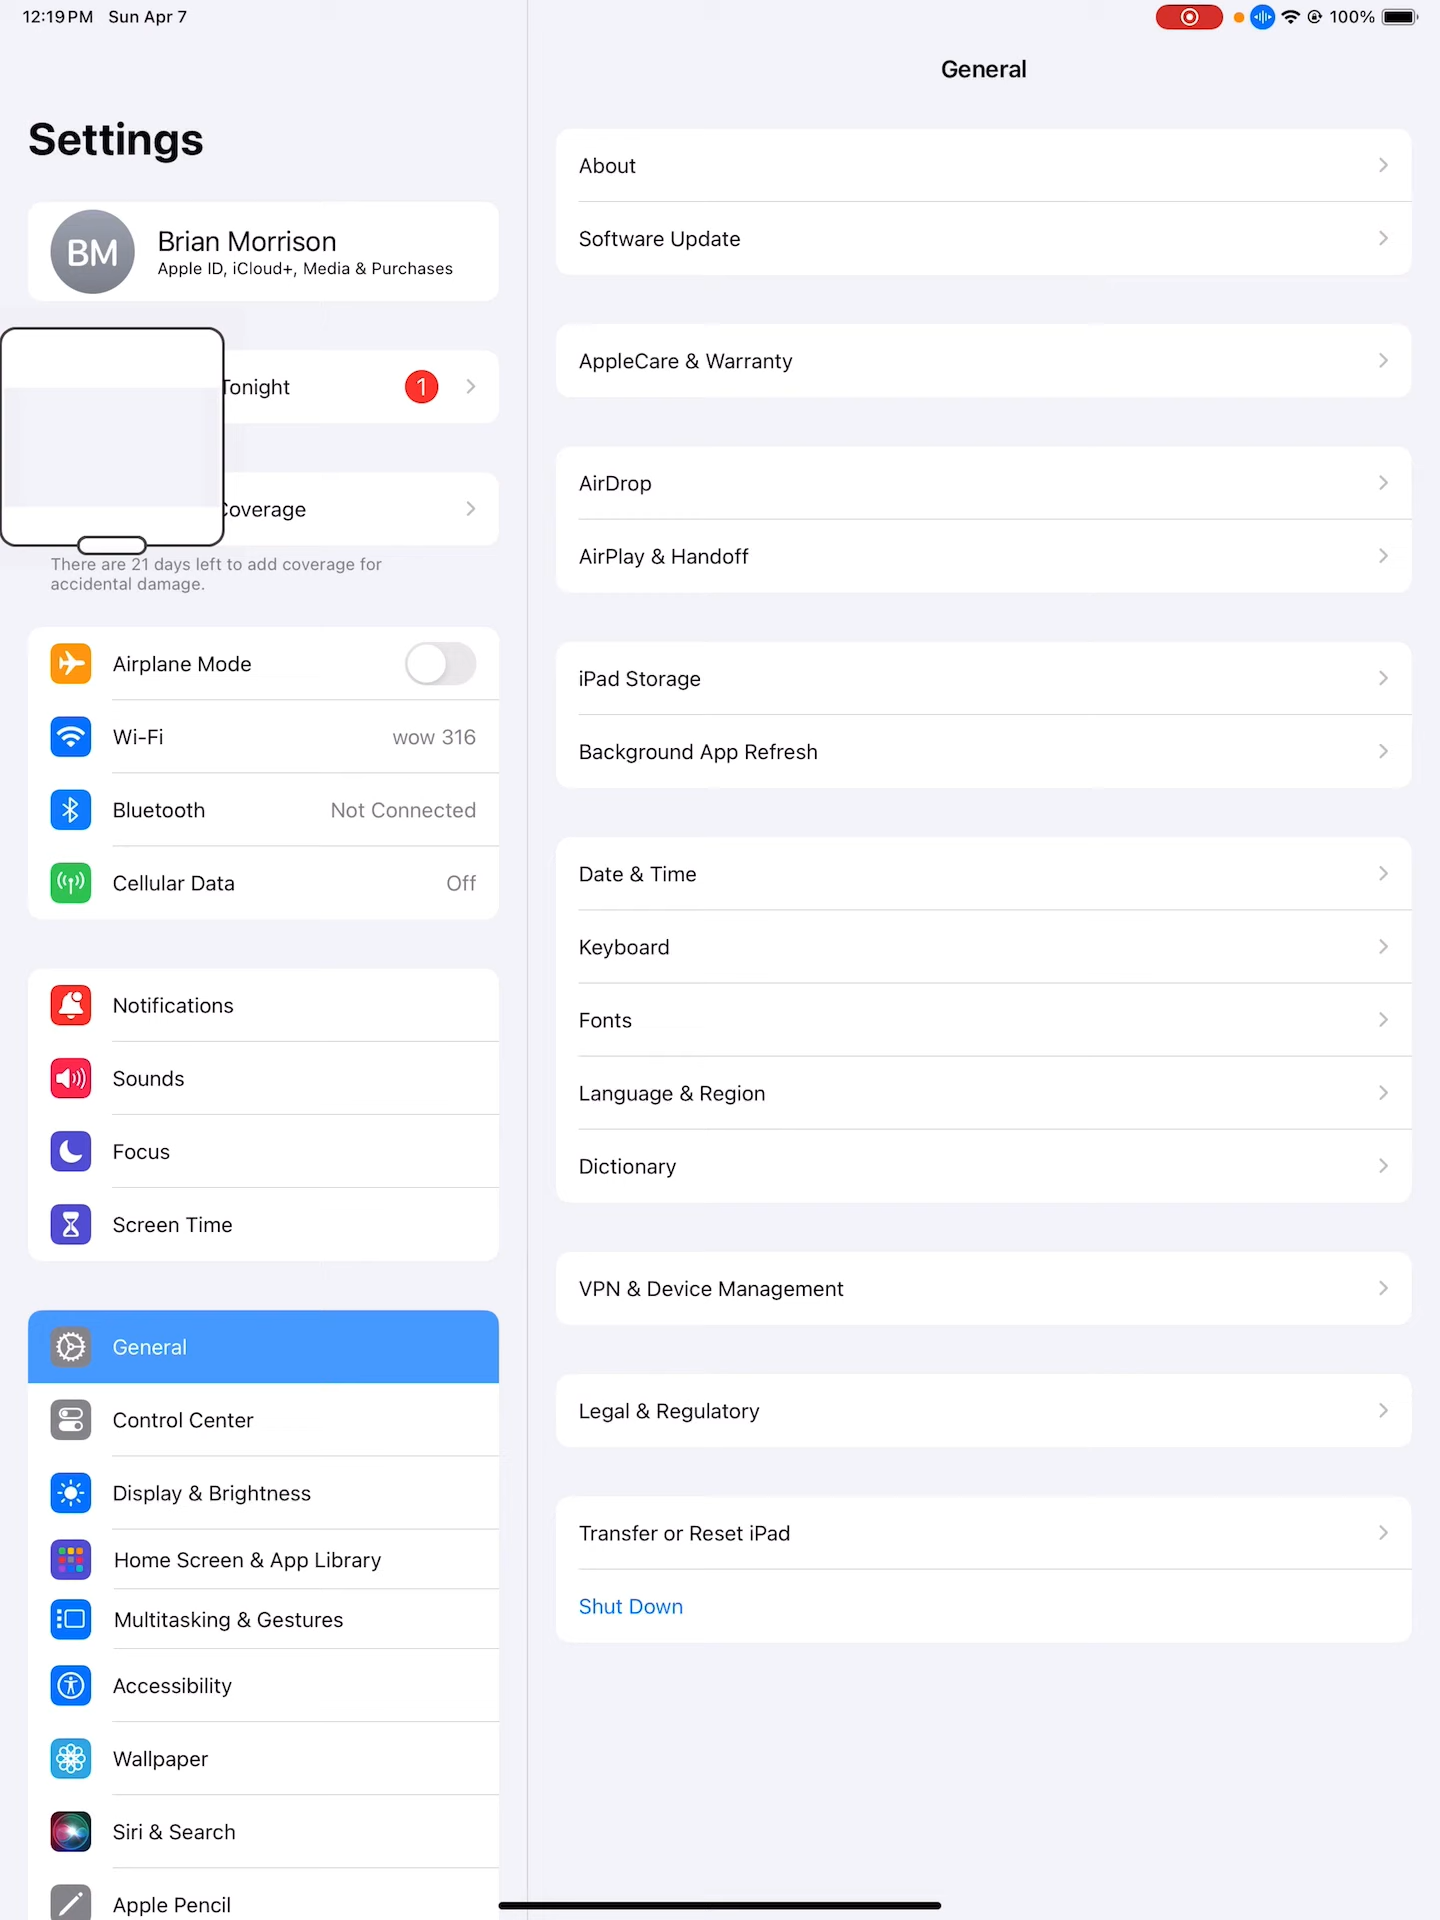 12:19 PM Sun Apr 7
100%
Settings
BM
Brian Morrison
Apple ID, iCloud+, Media & Purchases
Tonight
1
Coverage
There are 21 days left to add coverage for
accidental damage.
Airplane Mode
Wi-Fi
wow 316
Bluetooth
Not Connected
Cellular Data
Off
Notifications
Sounds
Focus
Screen Time
General
Control Center
Display & Brightness
Home Screen & App Library
Multitasking & Gestures
Accessibility
Wallpaper
Siri & Search
Apple Pencil
General
About
Software Update
AppleCare & Warranty
AirDrop
AirPlay & Handoff
iPad Storage
Background App Refresh
Date & Time
Keyboard
Fonts
Language & Region
Dictionary
VPN & Device Management
Legal & Regulatory
Transfer or Reset iPad
Shut Down